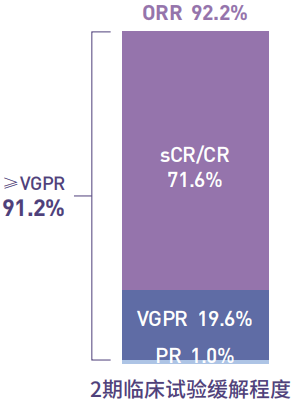 ORR 92.2%
sCR/CR
71.6%
⩾VGPR
91.2%
VGPR 19.6%
PR 1.0%
2期临床试验缓解程度